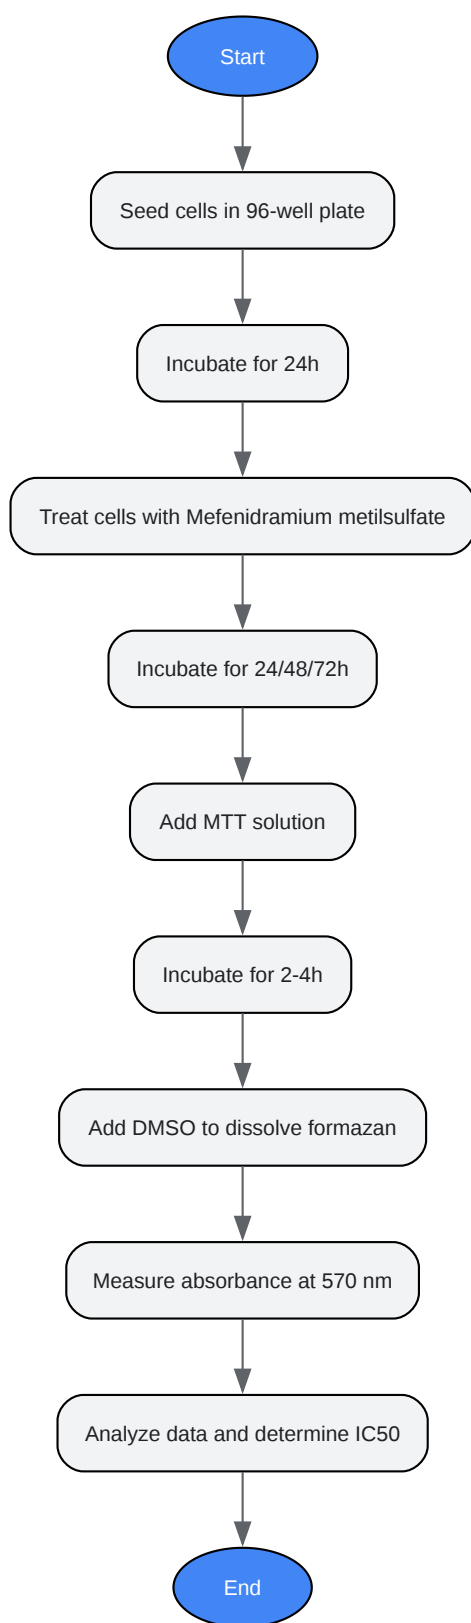 Start
Seed cells in 96-well plate
Incubate for 24h
Treat cells with Mefenidramium metilsulfate
Incubate for 24/48/72h
Add MTT solution
Incubate for 2-4h
Add DMSO to dissolve formazan
Measure absorbance at 570 nm
Analyze data and determine IC50
End